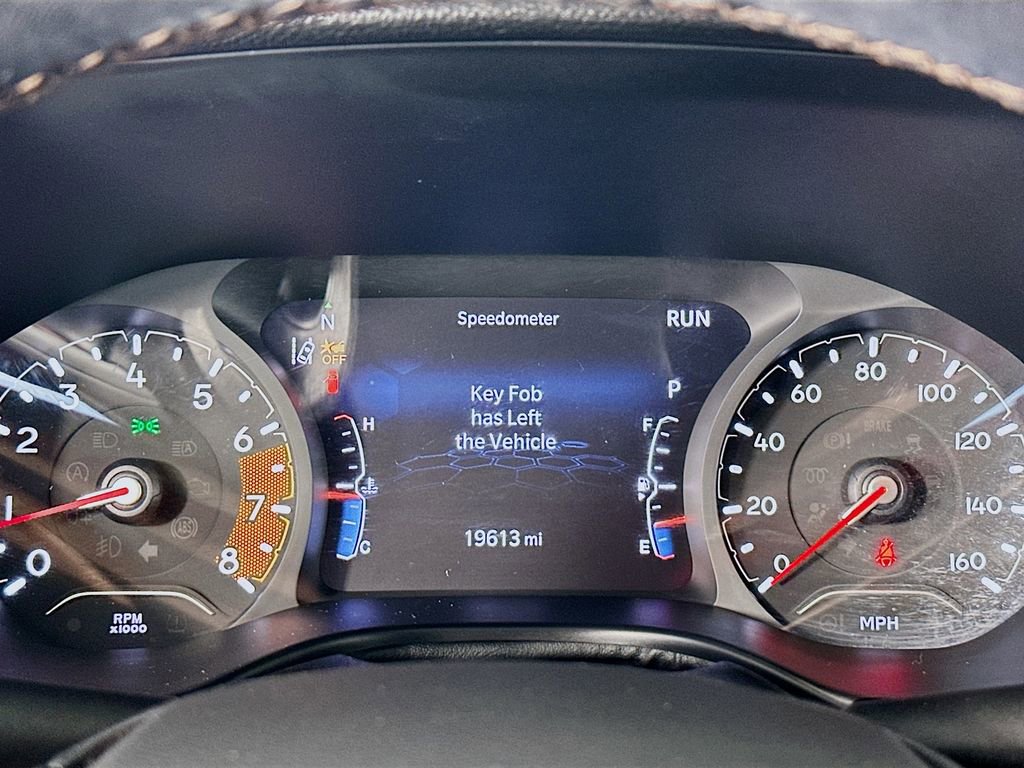 Speedometer
RUN
N
OFF
P
Key Fob
has Left
the Vehicle
H
C
F
E
19613 mi
0
1
2
3
4
5
6
7
8
RPM
x1000
ABS
A
0
20
40
60
80
100
120
140
160
BRAKE
MPH